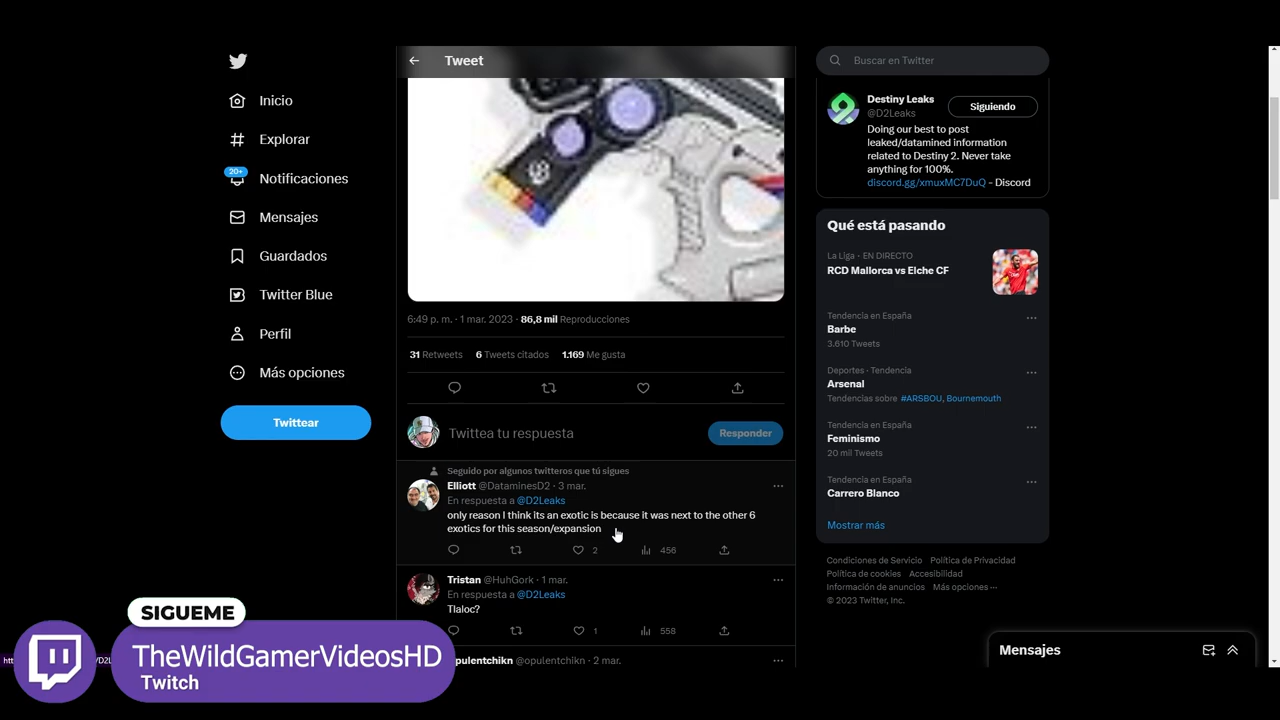 Tweet
Inicio
Explorar
20+
Notificaciones
Mensajes
Guardados
Twitter Blue
Perfil
Más opciones
Twittear
6:49 p. m. · 1 mar. 2023 · 86,8 mil Reproducciones
31 Retweets 6 Tweets citados 1.169 Me gusta
Twittea tu respuesta
Responder
Seguido por algunos twitteros que tú sigues
Elliott @DataminesD2 · 3 mar.
En respuesta a @D2Leaks
only reason I think its an exotic is because it was next to the other 6
exotics for this season/expansion
2 456
Tristan @HuhGork · 1 mar.
En respuesta a @D2Leaks
Tlaloc?
1 558
opulentchikn @opulentchikn · 2 mar.
Buscar en Twitter
Destiny Leaks
@D2Leaks
Siguiendo
Doing our best to post
leaked/datamined information
related to Destiny 2. Never take
anything for 100%.
discord.gg/xmuxMC7DuQ - Discord
Qué está pasando
La Liga · EN DIRECTO
RCD Mallorca vs Elche CF
Tendencia en España
Barbe
3.610 Tweets
Deportes · Tendencia
Arsenal
Tendencias sobre #ARSBOU, Bournemouth
Tendencia en España
Feminismo
20 mil Tweets
Tendencia en España
Carrero Blanco
Mostrar más
Condiciones de Servicio Política de Privacidad
Política de cookies Accesibilidad
Información de anuncios Más opciones ···
© 2023 Twitter, Inc.
Mensajes
SIGUEME
TheWildGamerVideosHD
Twitch